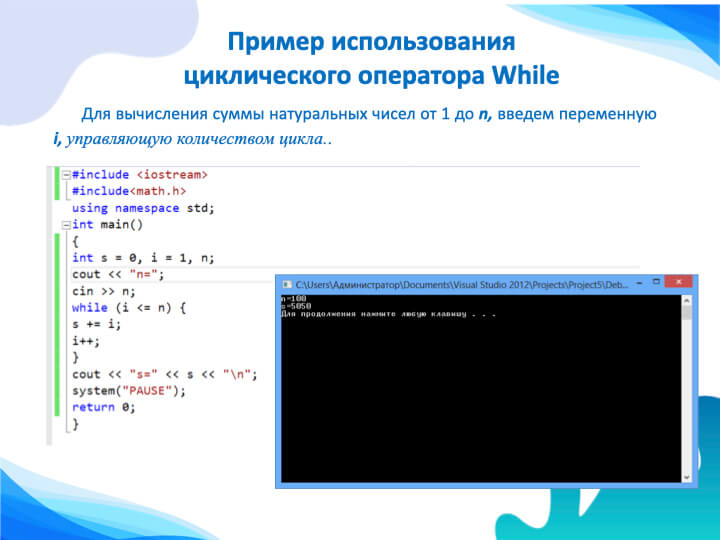 Пример использования
циклического оператора While
Для вычисления суммы натуральных чисел от 1 до n, введем переменную
i, управляющую количеством цикла..
#include <iostream>
#include<math.h>
using namespace std;
int main()
{
int s = 0, i = 1, n;
cout << "n=";
cin >> n;
while (i <= n) {
s += i;
i++;
}
cout << "s=" << s << "\n";
system("PAUSE");
return 0;
}
C:\Users\Администратор\Documents\Visual Studio 2012\Projects\Project5\Deb...
n=100
s=5050
Для продолжения нажмите любую клавишу . . .